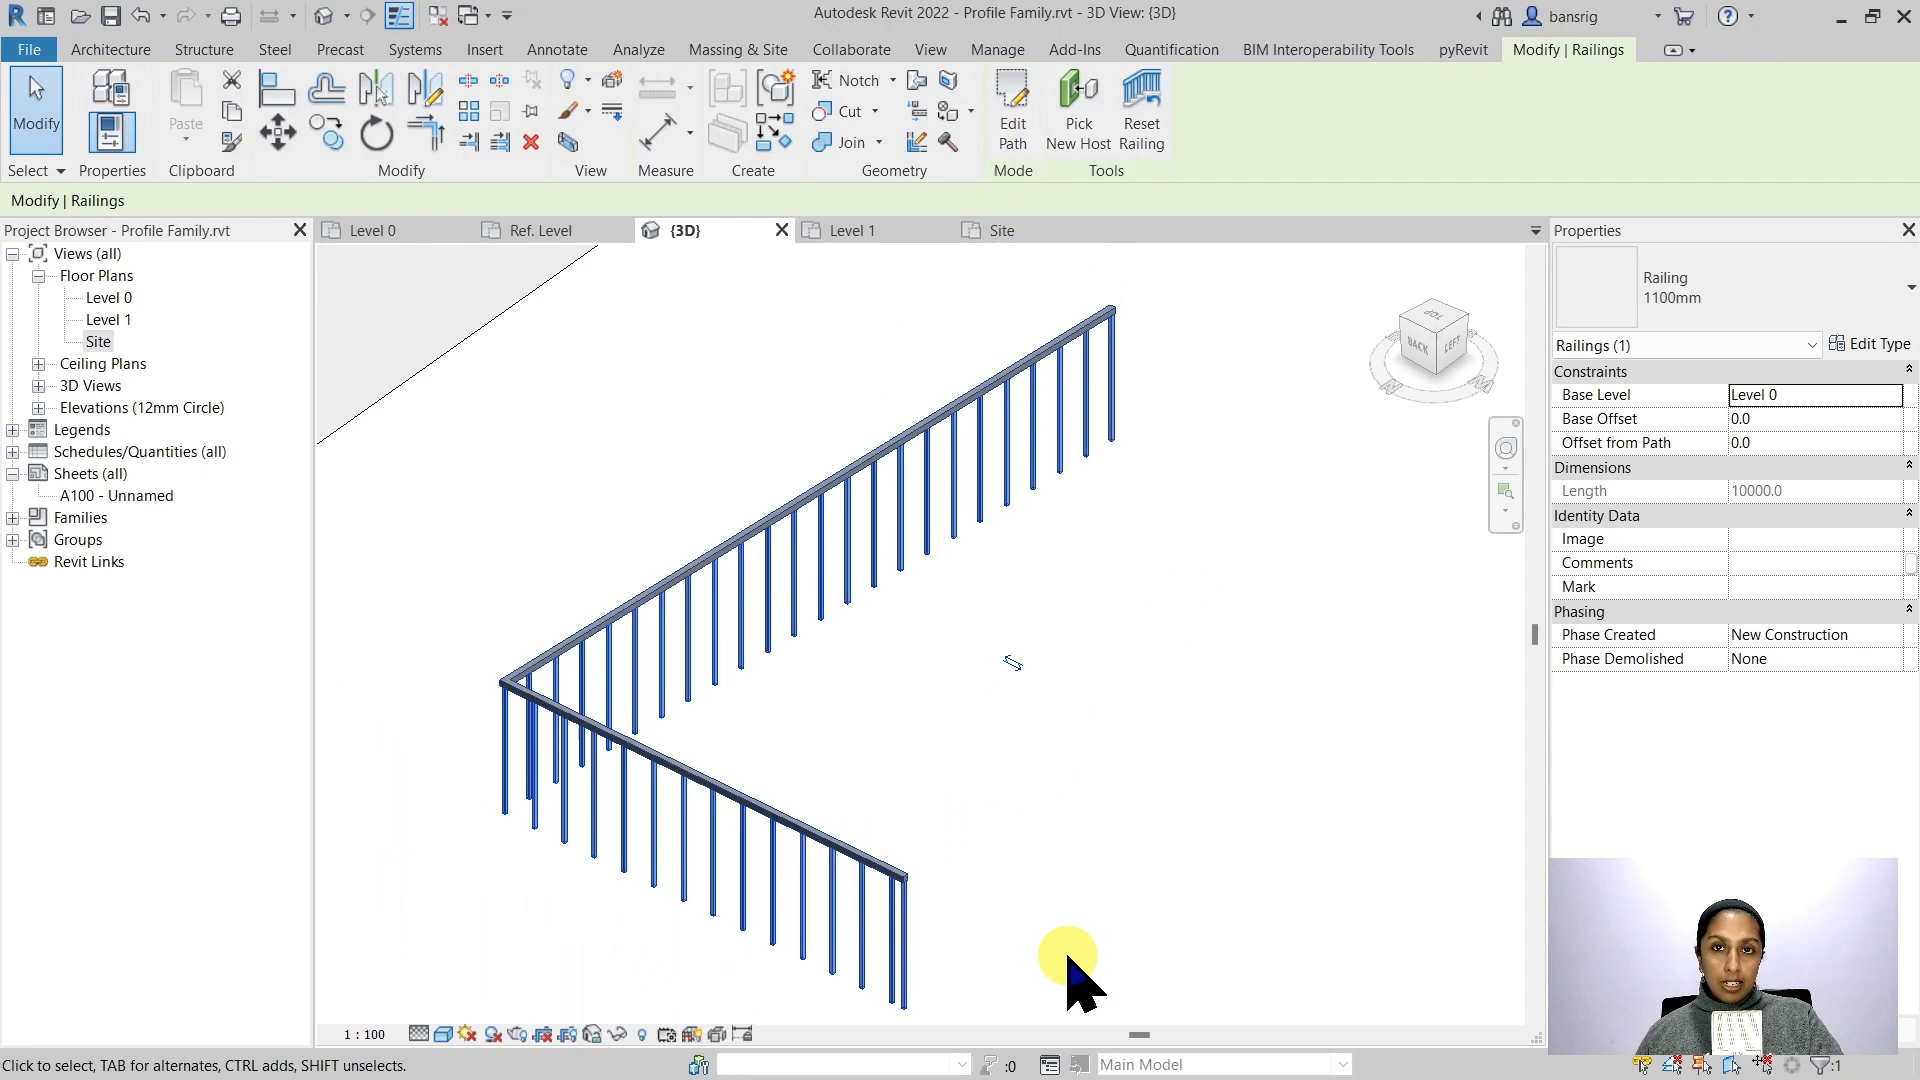 Autodesk Revit 2022 - Profile Family.rvt - 3D View: {3D}
bansrig
File Architecture Structure Steel Precast Systems Insert Annotate Analyze Massing & Site Collaborate View Manage Add-Ins Quantification BIM Interoperability Tools pyRevit Modify | Railings
Modify
Paste
Notch
Cut
Join
Edit Path
Pick New Host
Reset Railing
Select Properties Clipboard Modify View Measure Create Geometry Mode Tools
Modify | Railings
Project Browser - Profile Family.rvt
Views (all)
Floor Plans
Level 0
Level 1
Site
Ceiling Plans
3D Views
Elevations (12mm Circle)
Legends
Schedules/Quantities (all)
Sheets (all)
A100 - Unnamed
Families
Groups
Revit Links
Level 0 Ref. Level {3D} Level 1 Site
TOP
BACK
LEFT
1 : 100
Properties
Railing
1100mm
Railings (1) Edit Type
Constraints
Base Level Level 0
Base Offset 0.0
Offset from Path 0.0
Dimensions
Length 10000.0
Identity Data
Image
Comments
Mark
Phasing
Phase Created New Construction
Phase Demolished None
Click to select, TAB for alternates, CTRL adds, SHIFT unselects.
:0
Main Model
:1